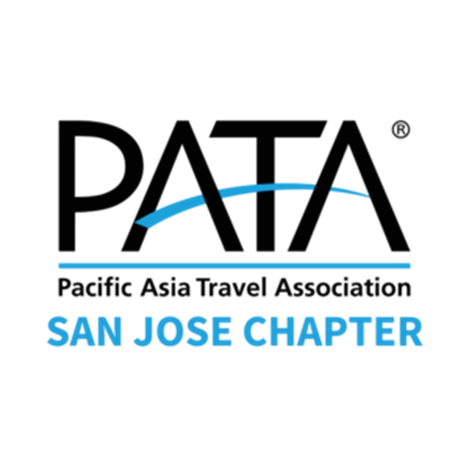 PATA®
Pacific Asia Travel Association
SAN JOSE CHAPTER